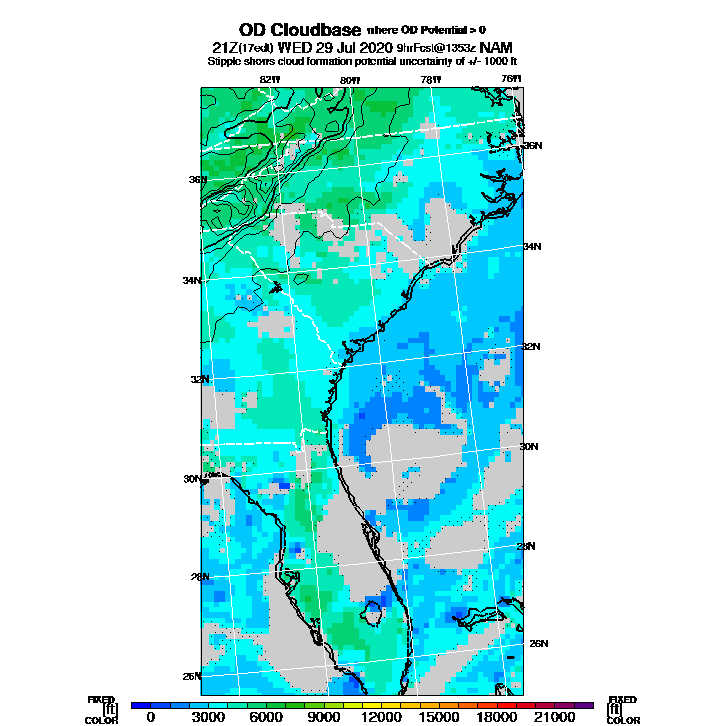 OD Cloudbase where OD Potential > 0
21Z(17edt) WED 29 Jul 2020 9hrFcst@1353z NAM
Stipple shows cloud formation potential uncertainty of +/- 1000 ft
82W 80W 78W 76W
36N
36N
34N
34N
32N
32N
30N
30N
28N
28N
26N
26N
FIXED FIXED
[ft] [ft]
COLOR 0 3000 6000 9000 12000 15000 18000 21000 COLOR